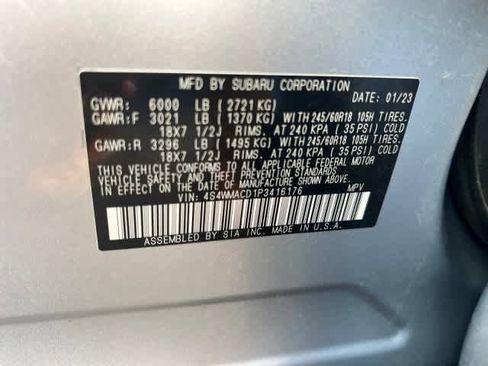 MFD BY SUBARU CORPORATION
DATE: 01/23
GVWR: 6000 LB (2721 KG)
GAWR:F 3021 LB (1370 KG) WITH 245/60R18 105H TIRES.
18X7 1/2J RIMS. AT 240 KPA ( 35 PSI) COLD
GAWR:R 3296 LB (1495 KG) WITH 245/60R18 105H TIRES.
18X7 1/2J RIMS. AT 240 KPA ( 35 PSI) COLD
THIS VEHICLE CONFORMS TO ALL APPLICABLE FEDERAL MOTOR
VEHICLE SAFETY AND THEFT PREVENTION STANDARDS IN
EFFECT ON THE DATE OF MANUFACTURE SHOWN ABOVE.
VIN: 4S4WMACD1P3416176 MPV
ASSEMBLED BY SIA INC. MADE IN U.S.A.